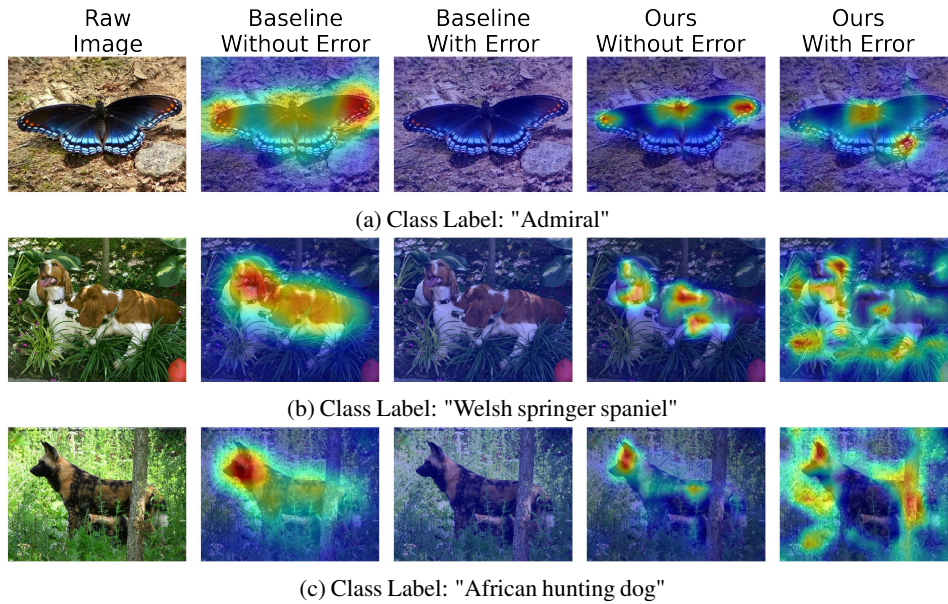 Raw
Image
Baseline
Without Error
Baseline
With Error
Ours
Without Error
Ours
With Error
(a) Class Label: "Admiral"
(b) Class Label: "Welsh springer spaniel"
(c) Class Label: "African hunting dog"